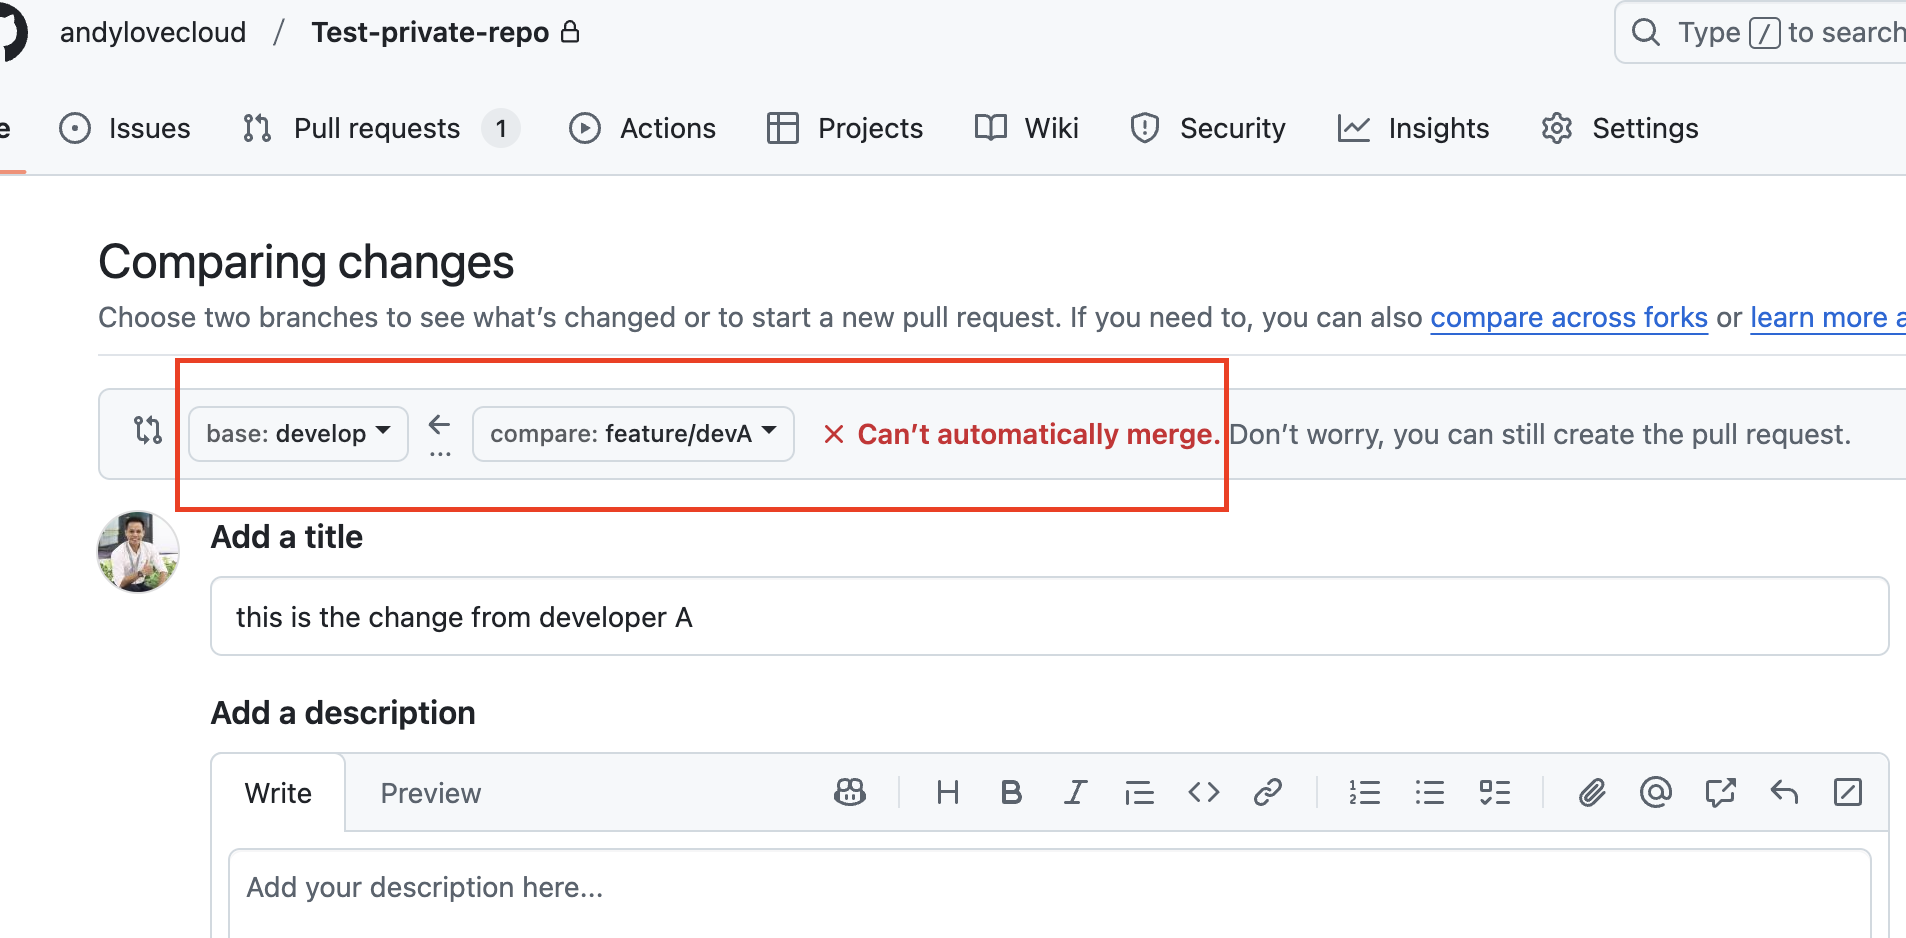 andylovecloud / Test-private-repo
Type / to search
Issues Pull requests 1 Actions Projects Wiki Security Insights Settings
Comparing changes
Choose two branches to see what’s changed or to start a new pull request. If you need to, you can also compare across forks or learn more
base: develop ← ... compare: feature/devA × Can’t automatically merge. Don’t worry, you can still create the pull request.
Add a title
this is the change from developer A
Add a description
Write Preview
Add your description here...